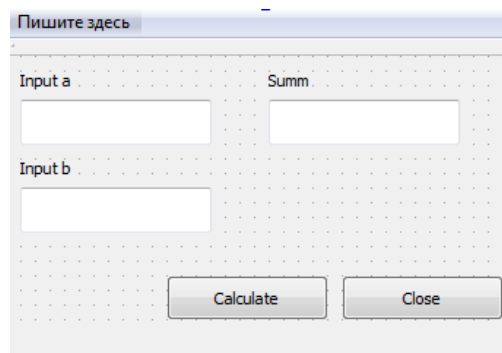 Пишите здесь
Input a
Summ
Input b
Calculate
Close